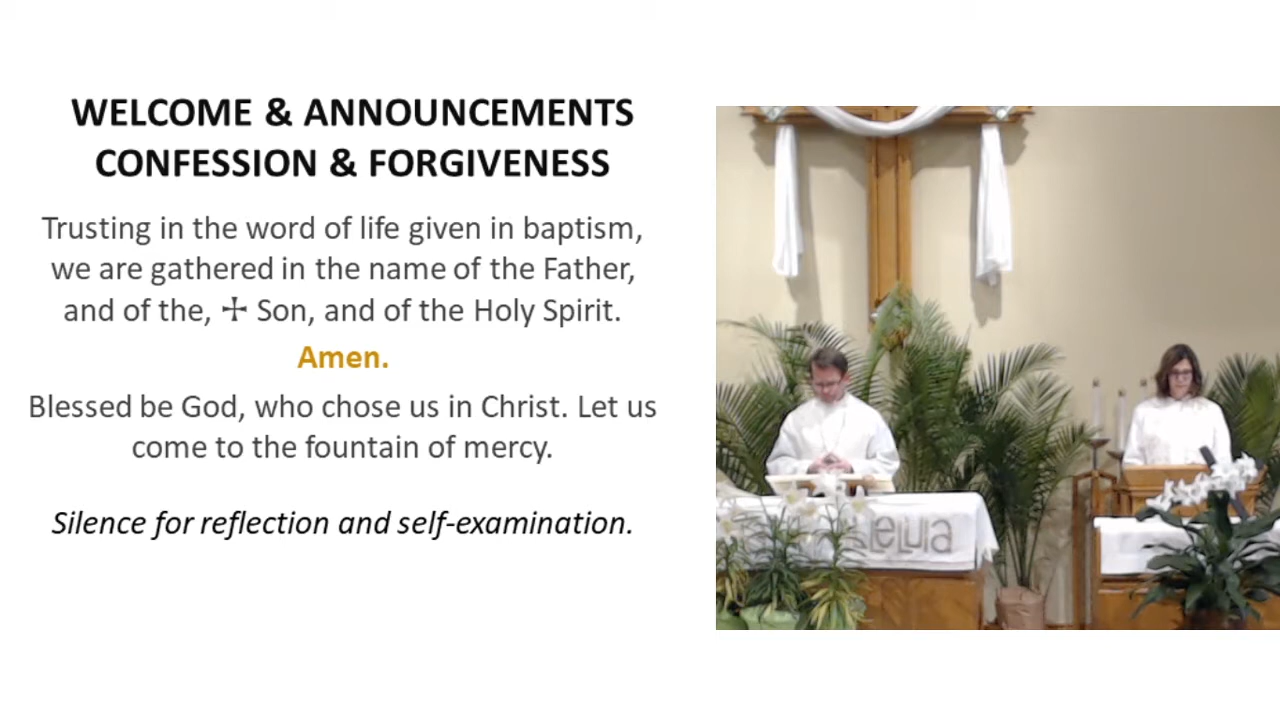 WELCOME & ANNOUNCEMENTS
CONFESSION & FORGIVENESS
Trusting in the word of life given in baptism,
we are gathered in the name of the Father,
and of the, ☩ Son, and of the Holy Spirit.
Amen.
Blessed be God, who chose us in Christ. Let us
come to the fountain of mercy.
Silence for reflection and self-examination.